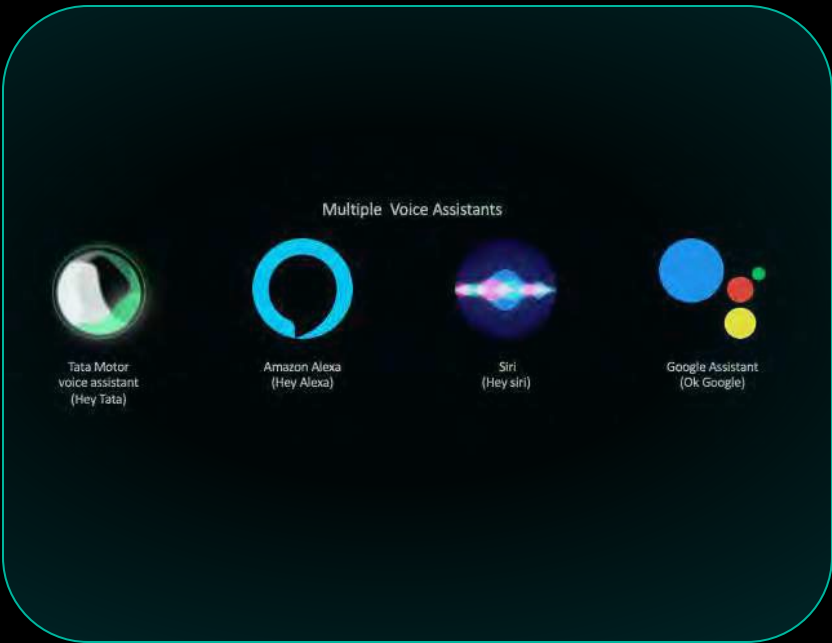 Multiple Voice Assistants
Tata Motor
voice assistant
(Hey Tata)
Amazon Alexa
(Hey Alexa)
Siri
(Hey siri)
Google Assistant
(Ok Google)